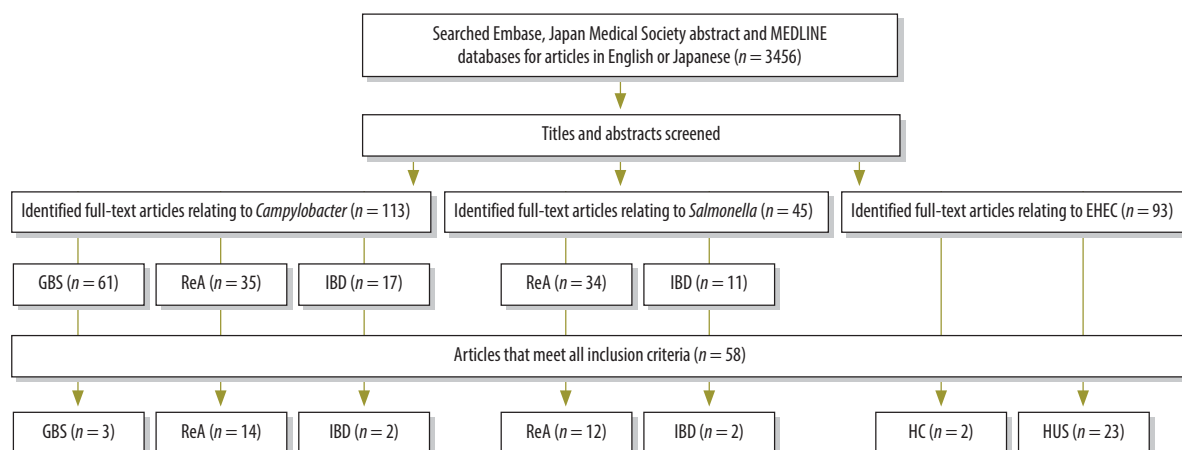 Searched Embase, Japan Medical Society abstract and MEDLINE
databases for articles in English or Japanese (n = 3456)
Titles and abstracts screened
Identified full-text articles relating to Campylobacter (n = 113)
Identified full-text articles relating to Salmonella (n = 45)
Identified full-text articles relating to EHEC (n = 93)
GBS (n = 61)
ReA (n = 35)
IBD (n = 17)
ReA (n = 34)
IBD (n = 11)
Articles that meet all inclusion criteria (n = 58)
GBS (n = 3)
ReA (n = 14)
IBD (n = 2)
ReA (n = 12)
IBD (n = 2)
HC (n = 2)
HUS (n = 23)